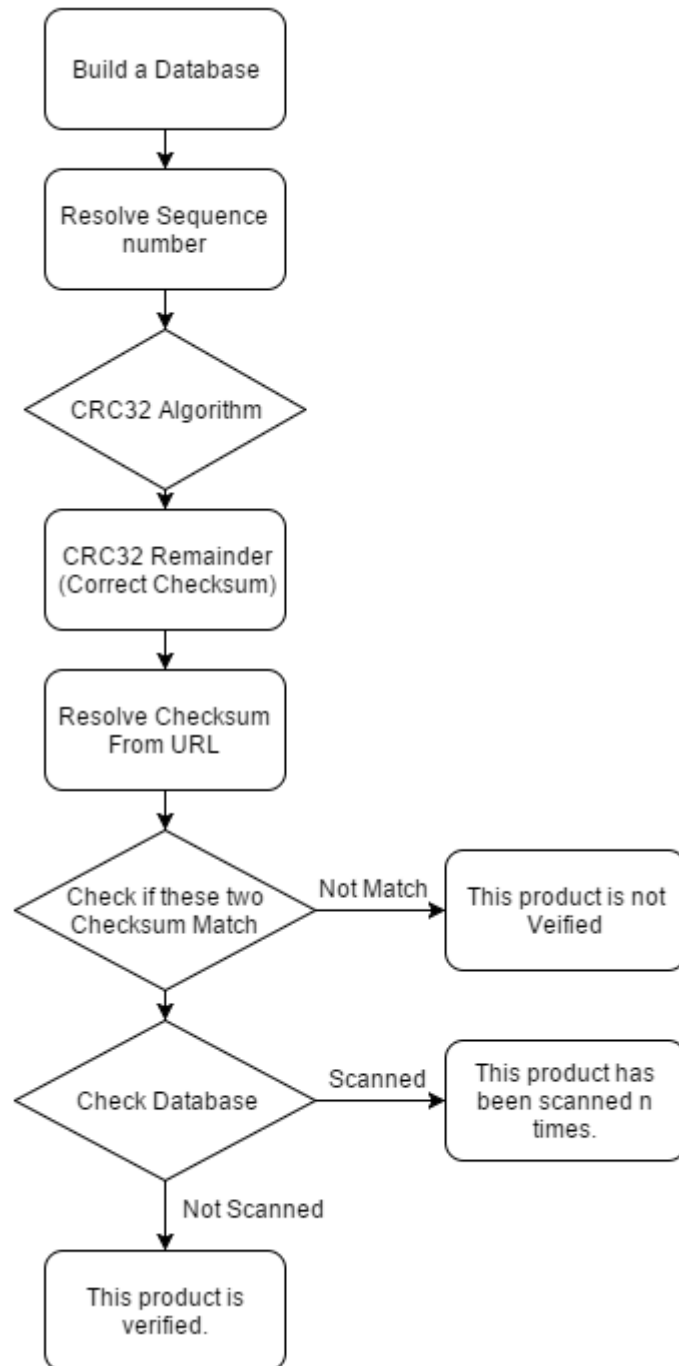 Build a Database
Resolve Sequence
number
CRC32 Algorithm
CRC32 Remainder
(Correct Checksum)
Resolve Checksum
From URL
Check if these two
Checksum Match
Not Match
This product is not
Veified
Check Database
Scanned
This product has
been scanned n
times.
Not Scanned
This product is
verified.